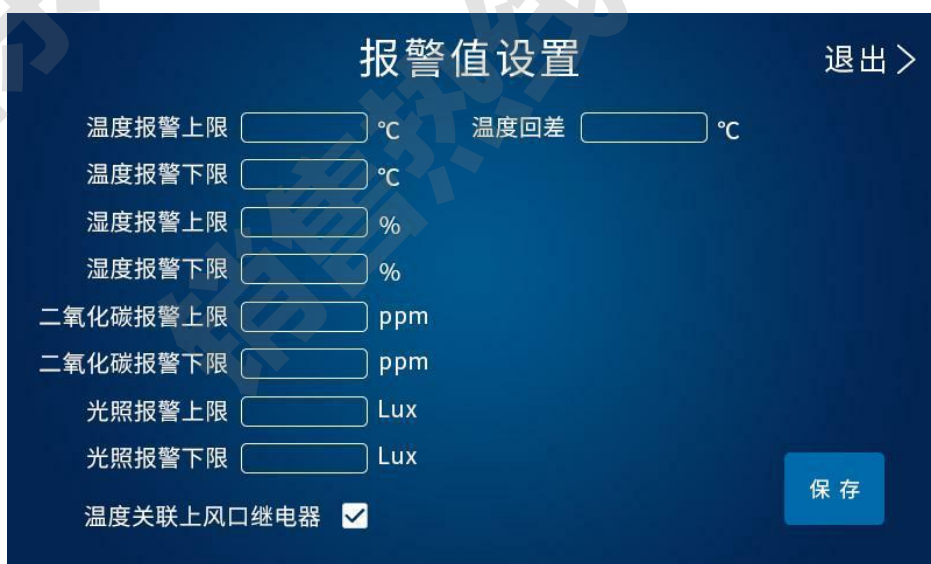 报警值设置
退出
温度报警上限 ℃ 温度回差 ℃
温度报警下限 ℃
湿度报警上限 %
湿度报警下限 %
二氧化碳报警上限 ppm
二氧化碳报警下限 ppm
光照报警上限 Lux
光照报警下限 Lux
保存
温度关联上风口继电器
销售热线